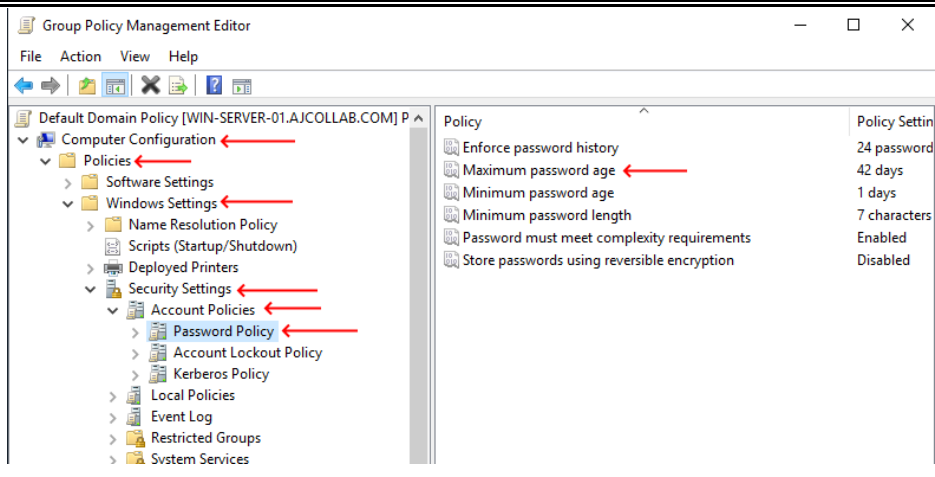 Group Policy Management Editor
File Action View Help
Default Domain Policy [WIN-SERVER-01.AJCOLLAB.COM] P
Computer Configuration
Policies
Software Settings
Windows Settings
Name Resolution Policy
Scripts (Startup/Shutdown)
Deployed Printers
Security Settings
Account Policies
Password Policy
Account Lockout Policy
Kerberos Policy
Local Policies
Event Log
Restricted Groups
System Services
Policy Policy Settin
Enforce password history 24 password
Maximum password age 42 days
Minimum password age 1 days
Minimum password length 7 characters
Password must meet complexity requirements Enabled
Store passwords using reversible encryption Disabled